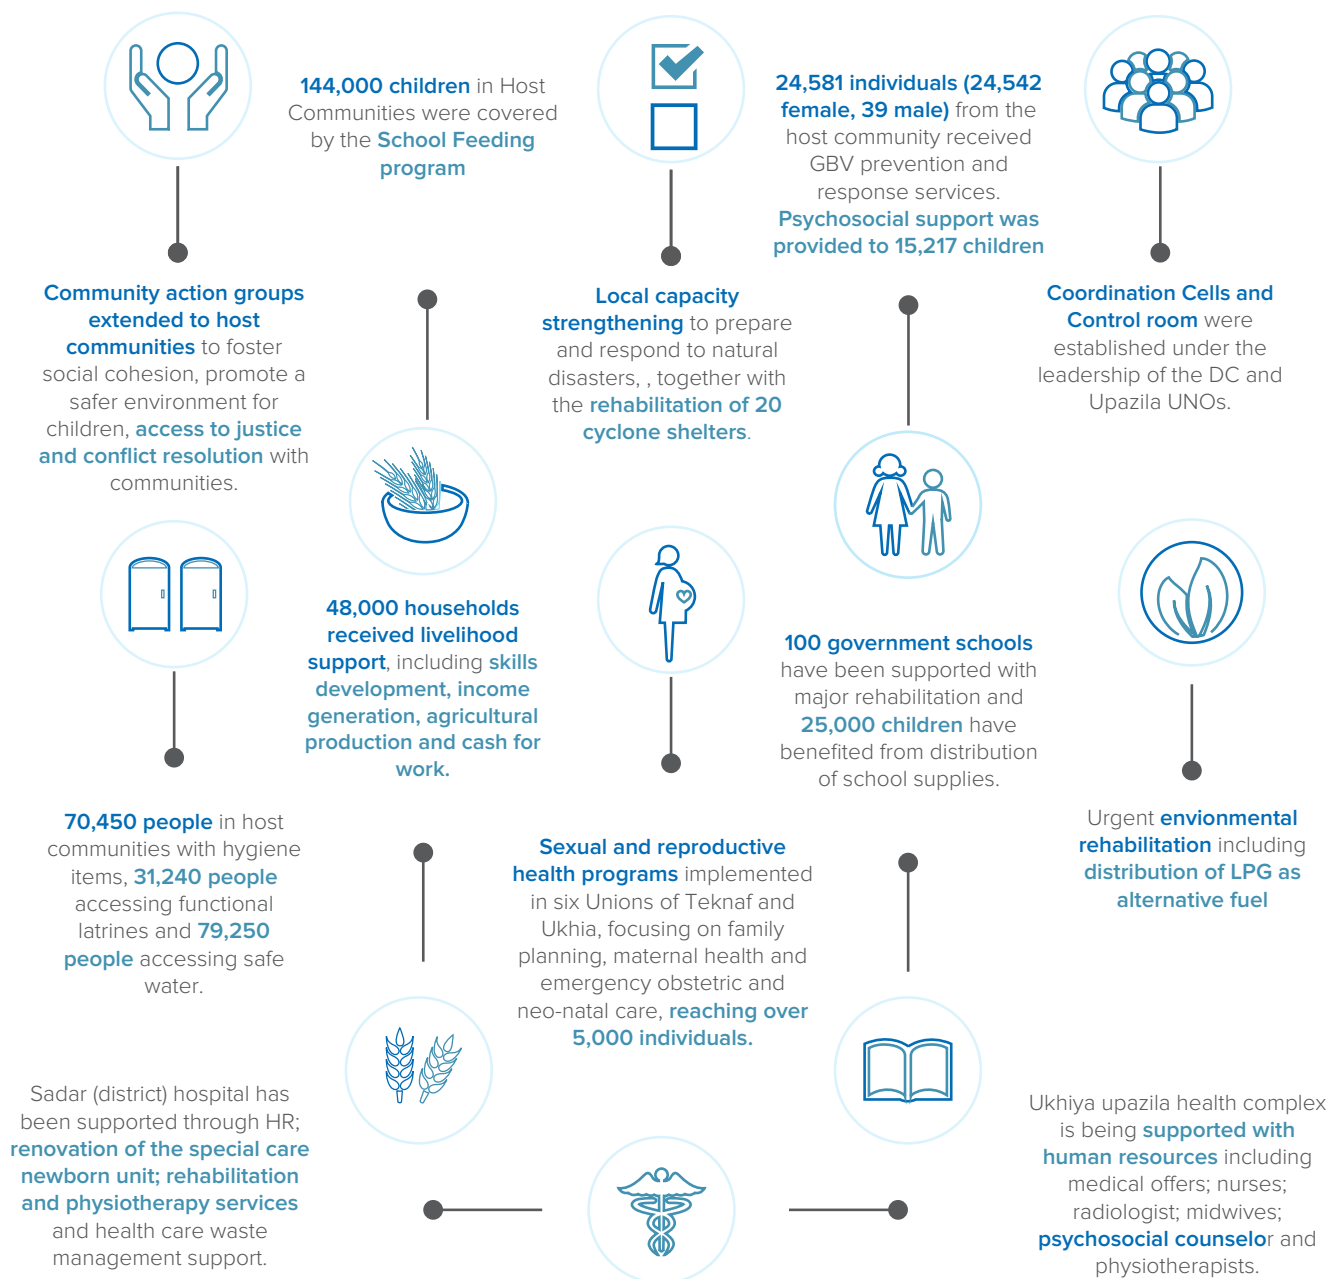 144,000 children in Host
Communities were covered
by the School Feeding
program
24,581 individuals (24,542
female, 39 male) from the
host community received
GBV prevention and
response services.
Psychosocial support was
provided to 15,217 children
Community action groups
extended to host
communities to foster
social cohesion, promote a
safer environment for
children, access to justice
and conflict resolution with
communities.
Local capacity
strengthening to prepare
and respond to natural
disasters, , together with
the rehabilitation of 20
cyclone shelters.
Coordination Cells and
Control room were
established under the
leadership of the DC and
Upazila UNOs.
48,000 households
received livelihood
support, including skills
development, income
generation, agricultural
production and cash for
work.
100 government schools
have been supported with
major rehabilitation and
25,000 children have
benefited from distribution
of school supplies.
70,450 people in host
communities with hygiene
items, 31,240 people
accessing functional
latrines and 79,250
people accessing safe
water.
Sexual and reproductive
health programs implemented
in six Unions of Teknaf and
Ukhia, focusing on family
planning, maternal health and
emergency obstetric and
neo-natal care, reaching over
5,000 individuals.
Urgent envionmental
rehabilitation including
distribution of LPG as
alternative fuel
Sadar (district) hospital has
been supported through HR;
renovation of the special care
newborn unit; rehabilitation
and physiotherapy services
and health care waste
management support.
Ukhiya upazila health complex
is being supported with
human resources including
medical offers; nurses;
radiologist; midwives;
psychosocial counselor and
physiotherapists.